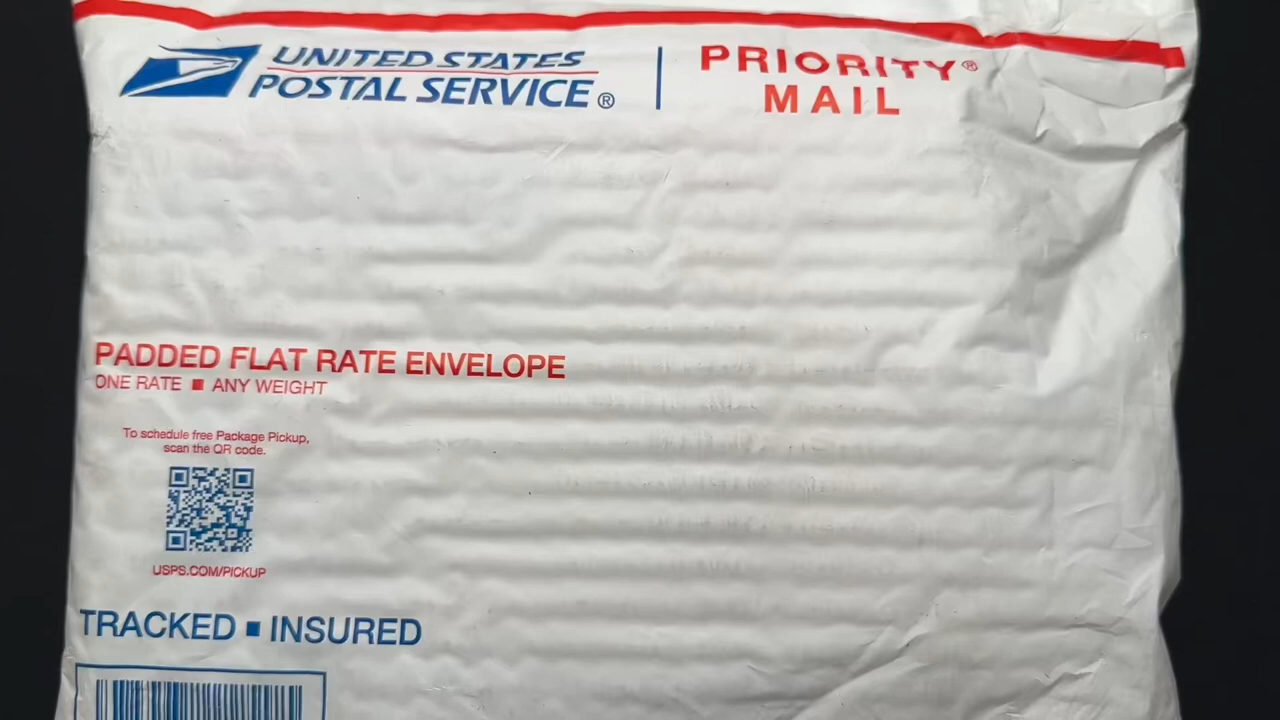 UNITED STATES
POSTAL SERVICE®
PRIORITY®
MAIL
PADDED FLAT RATE ENVELOPE
ONE RATE ■ ANY WEIGHT
To schedule free Package Pickup,
scan the QR code.
USPS.COM/PICKUP
TRACKED ■ INSURED